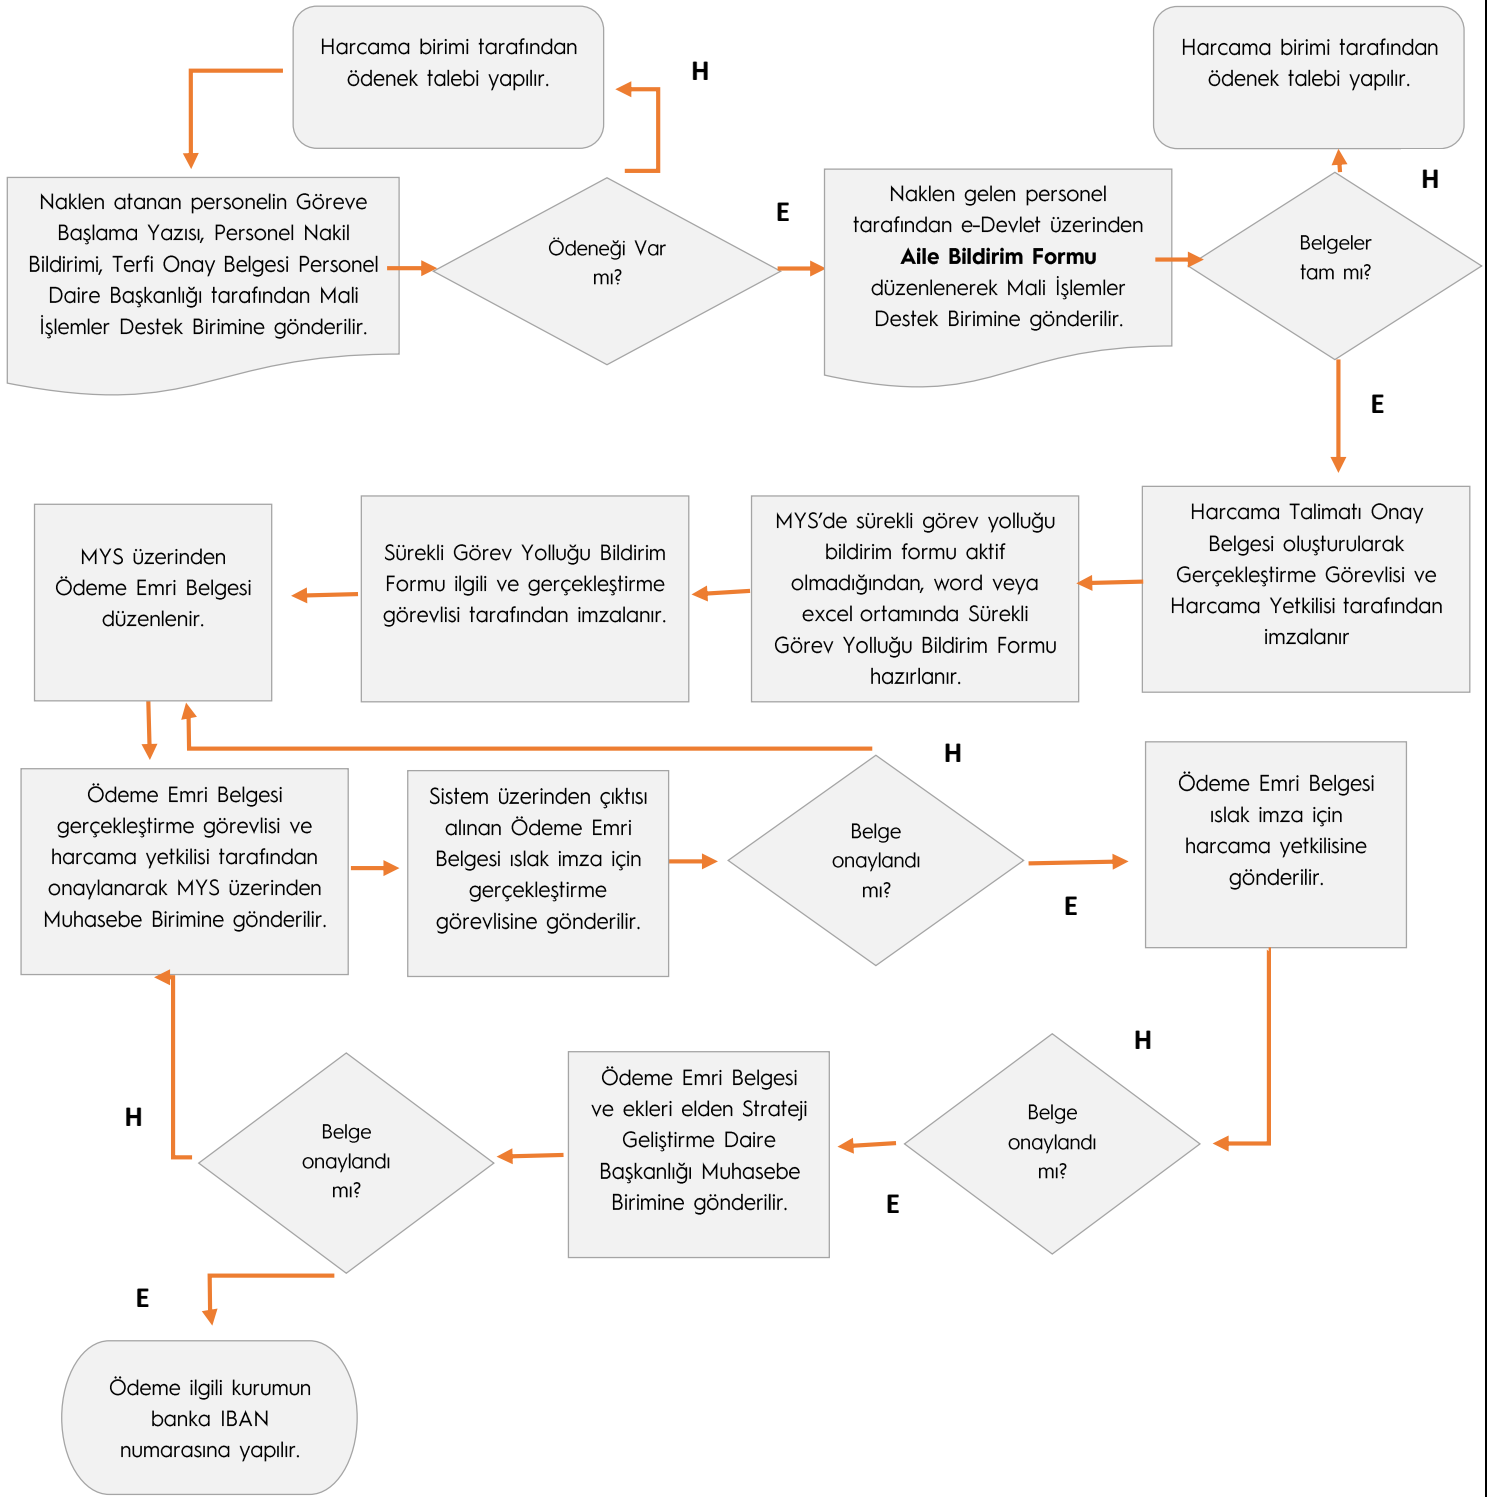 Harcama birimi tarafından
ödenek talebi yapılır.
H
Harcama birimi tarafından
ödenek talebi yapılır.
H
Naklen atanan personelin Göreve
Başlama Yazısı, Personel Nakil
Bildirimi, Terfi Onay Belgesi Personel
Daire Başkanlığı tarafından Mali
İşlemler Destek Birimine gönderilir.
Ödeneği Var
mı?
E
Naklen gelen personel
tarafından e-Devlet üzerinden
Aile Bildirim Formu
düzenlenerek Mali İşlemler
Destek Birimine gönderilir.
Belgeler
tam mı?
E
MYS üzerinden
Ödeme Emri Belgesi
düzenlenir.
Sürekli Görev Yolluğu Bildirim
Formu ilgili ve gerçekleştirme
görevlisi tarafından imzalanır.
MYS’de sürekli görev yolluğu
bildirim formu aktif
olmadığından, word veya
excel ortamında Sürekli
Görev Yolluğu Bildirim Formu
hazırlanır.
Harcama Talimatı Onay
Belgesi oluşturularak
Gerçekleştirme Görevlisi ve
Harcama Yetkilisi tarafından
imzalanır
Ödeme Emri Belgesi
gerçekleştirme görevlisi ve
harcama yetkilisi tarafından
onaylanarak MYS üzerinden
Muhasebe Birimine gönderilir.
Sistem üzerinden çıktısı
alınan Ödeme Emri
Belgesi ıslak imza için
gerçekleştirme
görevlisine gönderilir.
Belge
onaylandı
mı?
H
E
Ödeme Emri Belgesi
ıslak imza için
harcama yetkilisine
gönderilir.
H
Belge
onaylandı
mı?
Ödeme Emri Belgesi
ve ekleri elden Strateji
Geliştirme Daire
Başkanlığı Muhasebe
Birimine gönderilir.
E
Belge
onaylandı
mı?
H
E
Ödeme ilgili kurumun
banka IBAN
numarasına yapılır.